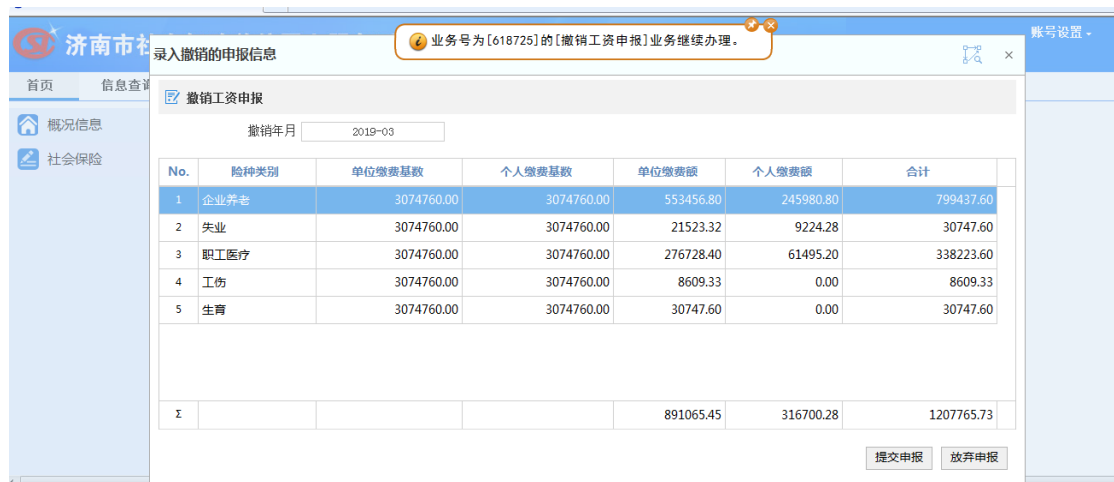 业务号为[618725]的[撤销工资申报]业务继续办理。
济南市社
账号设置
录入撤销的申报信息
首页 信息查询
撤销工资申报
概况信息
撤销年月 2019-03
社会保险
No. 险种类别 单位缴费基数 个人缴费基数 单位缴费额 个人缴费额 合计
1 企业养老 3074760.00 3074760.00 553456.80 245980.80 799437.60
2 失业 3074760.00 3074760.00 21523.32 9224.28 30747.60
3 职工医疗 3074760.00 3074760.00 276728.40 61495.20 338223.60
4 工伤 3074760.00 3074760.00 8609.33 0.00 8609.33
5 生育 3074760.00 3074760.00 30747.60 0.00 30747.60
Σ 891065.45 316700.28 1207765.73
提交申报 放弃申报